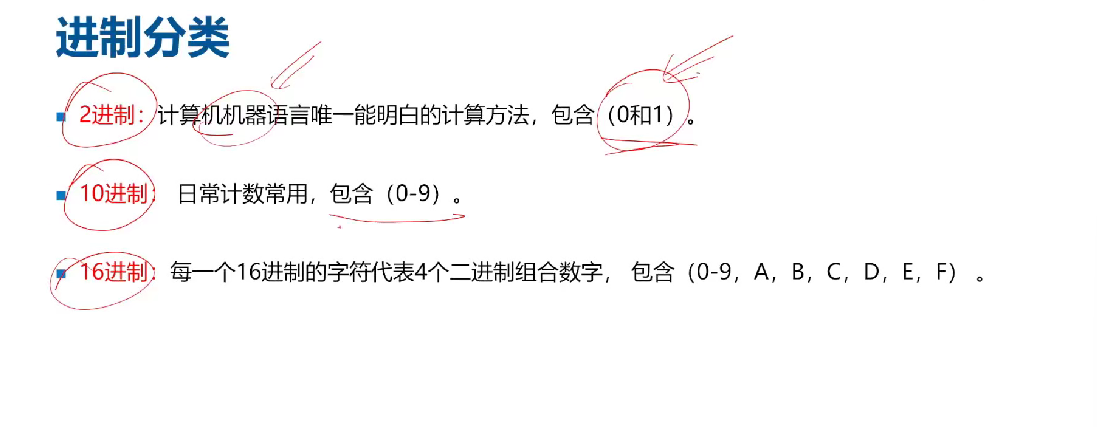 进制分类
2进制：计算机机器语言唯一能明白的计算方法，包含（0和1）。
10进制： 日常计数常用，包含（0-9）。
16进制：每一个16进制的字符代表4个二进制组合数字， 包含（0-9，A，B，C，D，E，F） 。